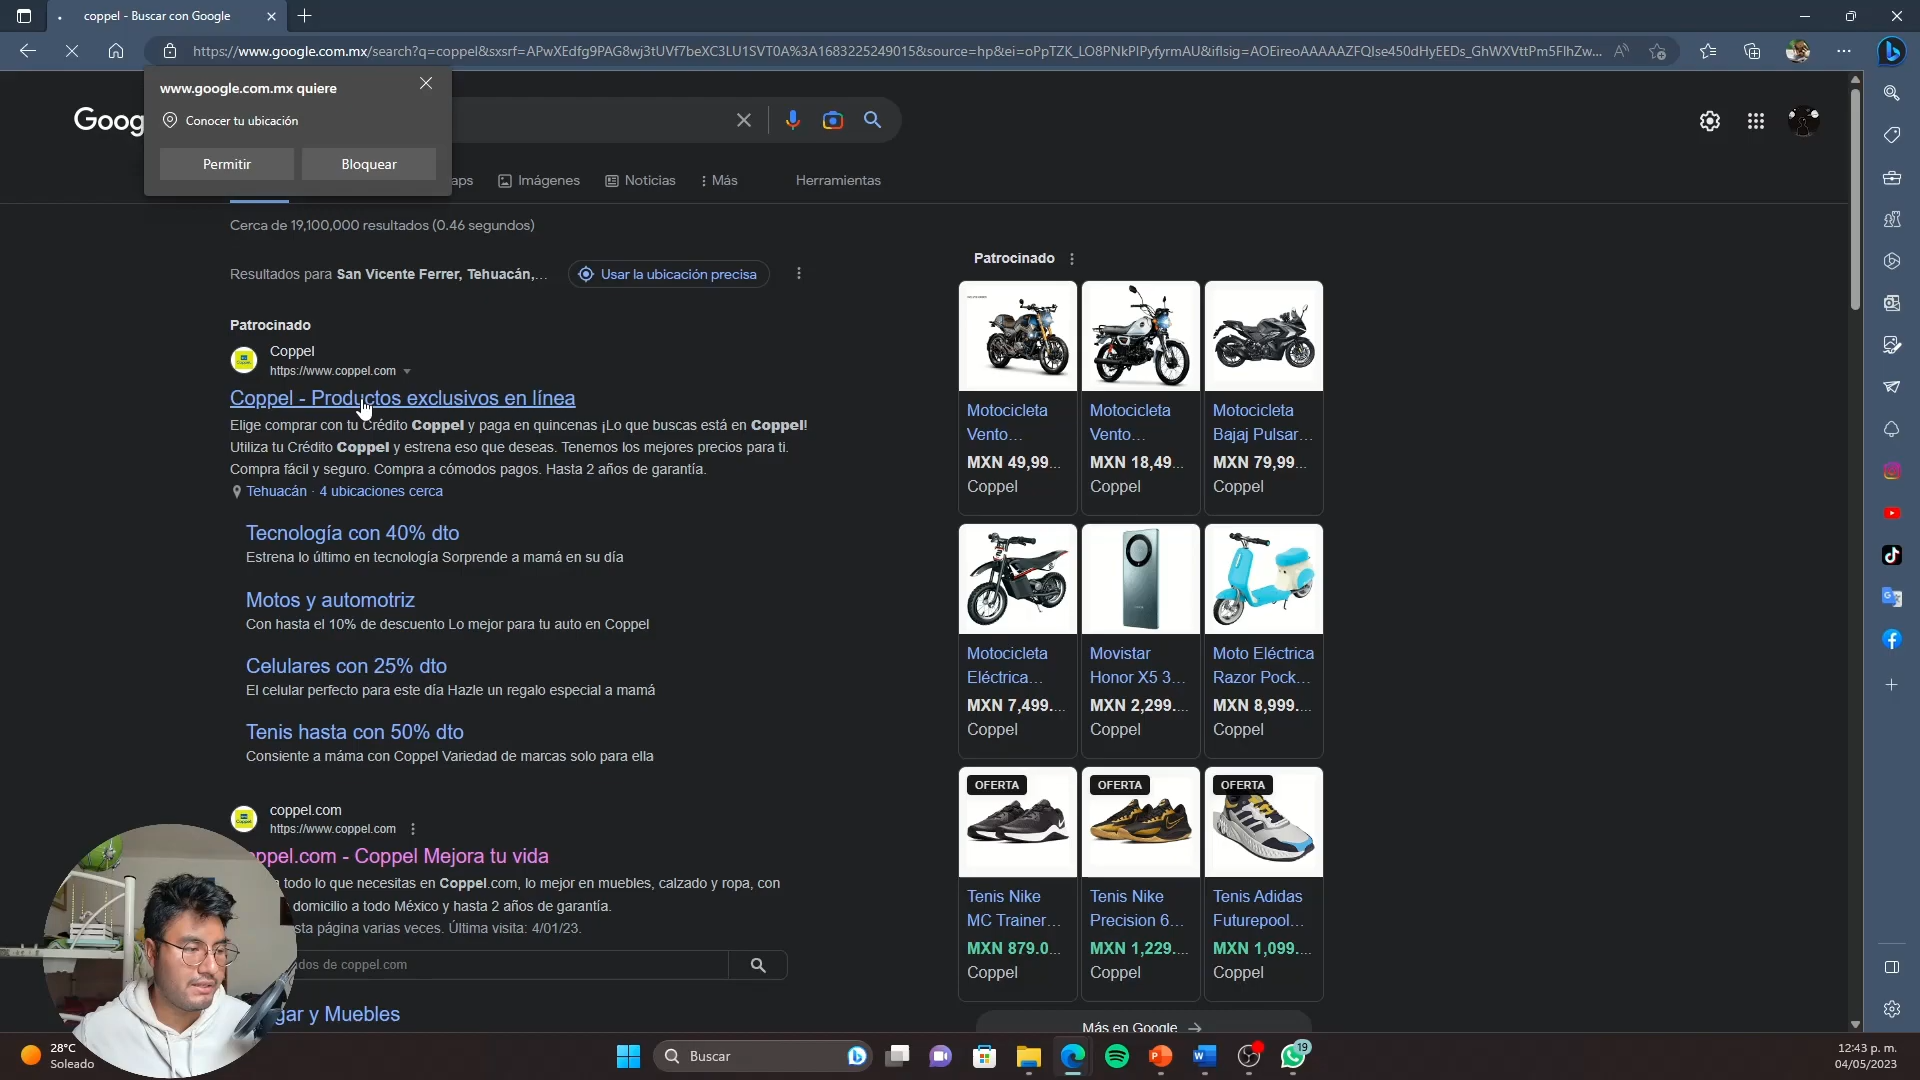 coppel - Buscar con Google
https://www.google.com.mx/search?q=coppel&sxsrf=APwXEdfg9PAG8wj3tUVf7beXC3LU1SVT0A%3A1683225249015&source=hp&ei=oPpTZK_LO8PNkPIPyfyrmAU&iflsig=AOEireoAAAAAZFQIse450dHyEEDs_GhWXVttPm5FlhZw...
www.google.com.mx quiere
Conocer tu ubicación
Permitir
Bloquear
Goog
aps
Imágenes
Noticias
Más
Herramientas
Cerca de 19,100,000 resultados (0.46 segundos)
Resultados para San Vicente Ferrer, Tehuacán,...
Usar la ubicación precisa
Patrocinado
Coppel
https://www.coppel.com
Coppel - Productos exclusivos en línea
Elige comprar con tu Crédito Coppel y paga en quincenas ¡Lo que buscas está en Coppel!
Utiliza tu Crédito Coppel y estrena eso que deseas. Tenemos los mejores precios para ti.
Compra fácil y seguro. Compra a cómodos pagos. Hasta 2 años de garantía.
Tehuacán · 4 ubicaciones cerca
Tecnología con 40% dto
Estrena lo último en tecnología Sorprende a mamá en su día
Motos y automotriz
Con hasta el 10% de descuento Lo mejor para tu auto en Coppel
Celulares con 25% dto
El celular perfecto para este día Hazle un regalo especial a mamá
Tenis hasta con 50% dto
Consiente a máma con Coppel Variedad de marcas solo para ella
coppel.com
https://www.coppel.com
ppel.com - Coppel Mejora tu vida
todo lo que necesitas en Coppel.com, lo mejor en muebles, calzado y ropa, con
domicilio a todo México y hasta 2 años de garantía.
sta página varias veces. Última visita: 4/01/23.
dos de coppel.com
gar y Muebles
Patrocinado
Motocicleta
Vento...
MXN 49,99...
Coppel
Motocicleta
Vento...
MXN 18,49...
Coppel
Motocicleta
Bajaj Pulsar...
MXN 79,99...
Coppel
Motocicleta
Eléctrica...
MXN 7,499....
Coppel
Movistar
Honor X5 3...
MXN 2,299....
Coppel
Moto Eléctrica
Razor Pock...
MXN 8,999....
Coppel
OFERTA
Tenis Nike
MC Trainer...
MXN 879.0...
Coppel
OFERTA
Tenis Nike
Precision 6...
MXN 1,229....
Coppel
OFERTA
Tenis Adidas
Futurepool...
MXN 1,099....
Coppel
Más en Google
28°C
Soleado
Buscar
19
12:43 p. m.
04/05/2023